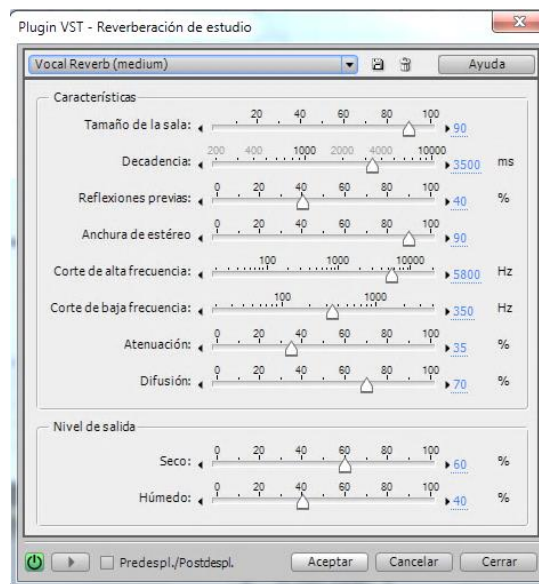 Plugin VST - Reverberación de estudio
Vocal Reverb (medium)
Ayuda
Características
20 40 60 80 100
Tamaño de la sala: 90
200 400 1000 2000 4000 10000
Decadencia: 3500 ms
0 20 40 60 80 100
Reflexiones previas: 40 %
0 20 40 60 80 100
Anchura de estéreo 90
100 1000 10000
Corte de alta frecuencia: 5800 Hz
100 1000
Corte de baja frecuencia: 350 Hz
0 20 40 60 80 100
Atenuación: 35 %
0 20 40 60 80 100
Difusión: 70 %
Nivel de salida
0 20 40 60 80 100
Seco: 60 %
0 20 40 60 80 100
Húmedo: 40 %
Predespl./Postdespl.
Aceptar
Cancelar
Cerrar